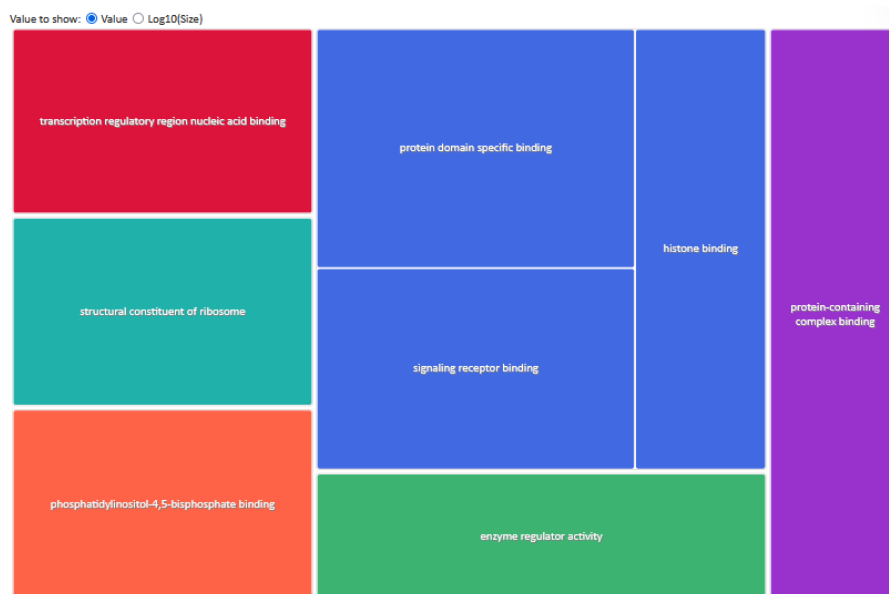 Value to show: Value Log10(Size)
transcription regulatory region nucleic acid binding
protein domain specific binding
histone binding
structural constituent of ribosome
protein-containing
complex binding
signaling receptor binding
phosphatidylinositol-4,5-bisphosphate binding
enzyme regulator activity